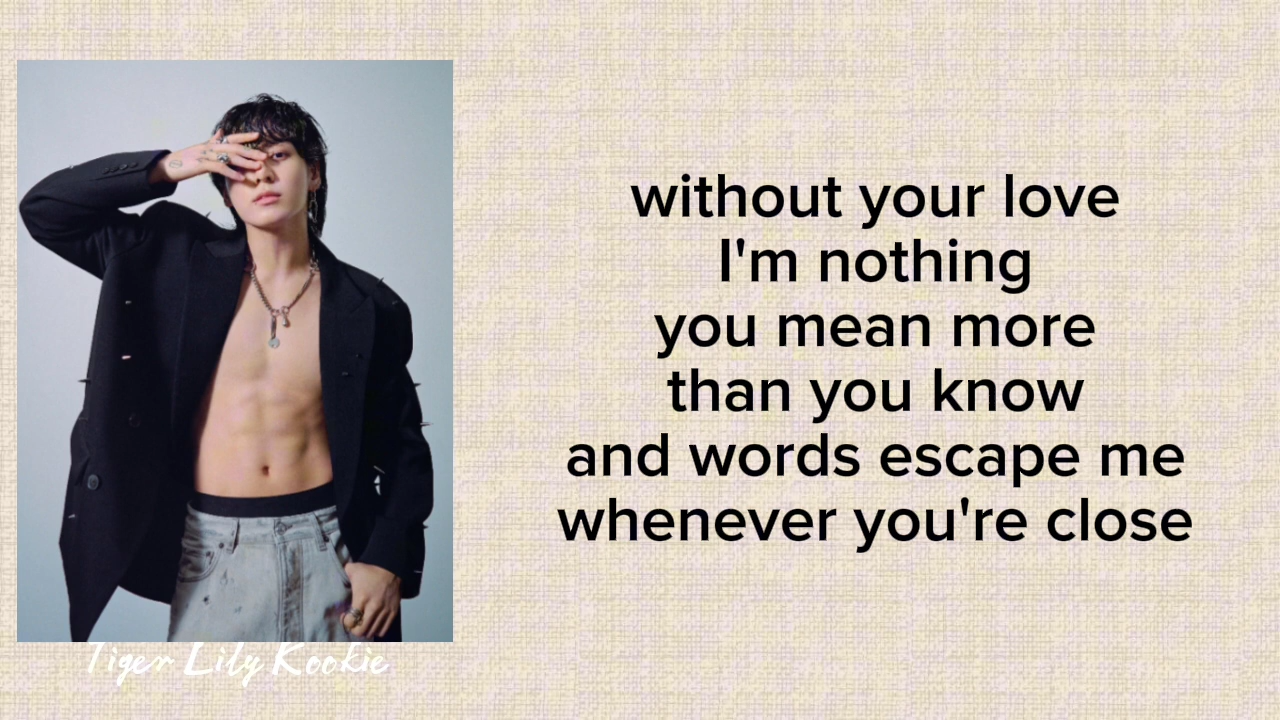 without your love
I'm nothing
you mean more
than you know
and words escape me
whenever you're close
Tiger Lily Kookie